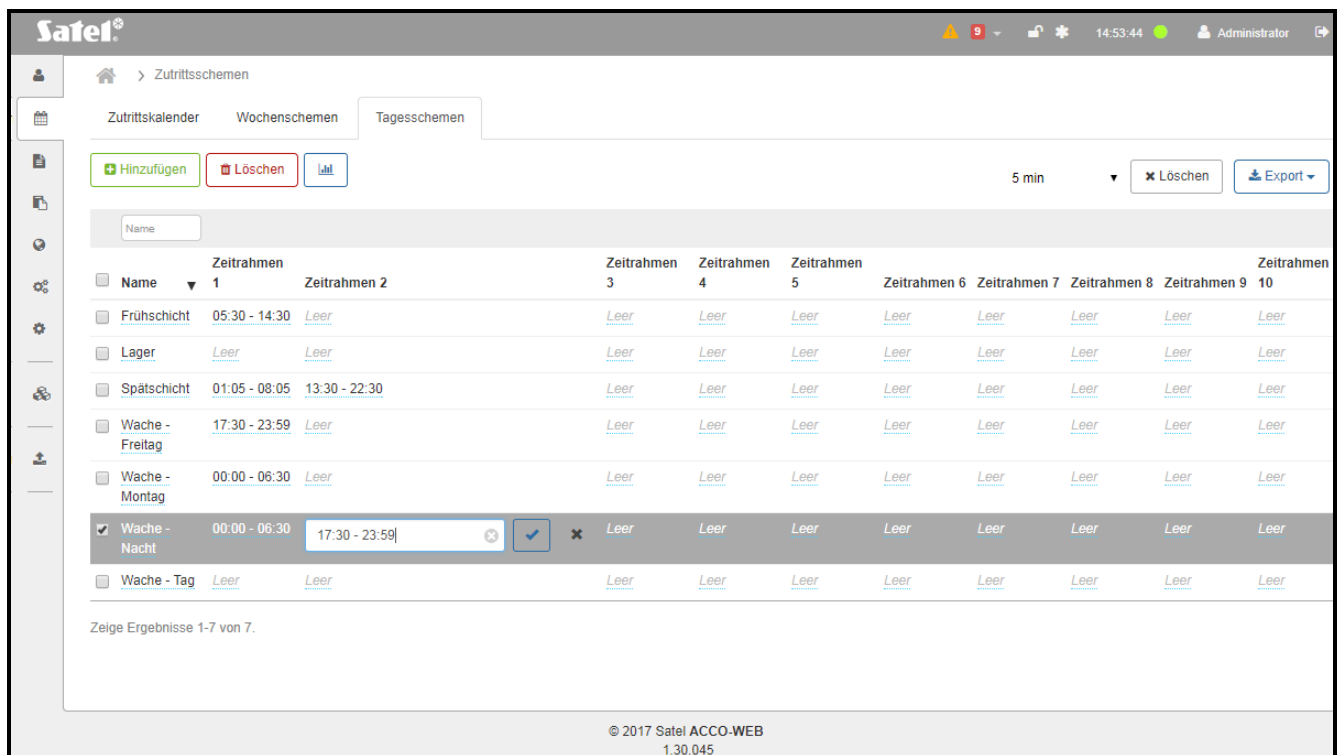 Satel®
9 14:53:44 Administrator
> Zutrittsschemen
Zutrittskalender Wochenschemen Tagesschemen
Hinzufügen Löschen 5 min Löschen Export
Name
Name Zeitrahmen 1 Zeitrahmen 2 Zeitrahmen 3 Zeitrahmen 4 Zeitrahmen 5 Zeitrahmen 6 Zeitrahmen 7 Zeitrahmen 8 Zeitrahmen 9 Zeitrahmen 10
Frühschicht 05:30 - 14:30 Leer Leer Leer Leer Leer Leer Leer Leer Leer
Lager Leer Leer Leer Leer Leer Leer Leer Leer Leer Leer
Spätschicht 01:05 - 08:05 13:30 - 22:30 Leer Leer Leer Leer Leer Leer Leer Leer
Wache - Freitag 17:30 - 23:59 Leer Leer Leer Leer Leer Leer Leer Leer Leer
Wache - Montag 00:00 - 06:30 Leer Leer Leer Leer Leer Leer Leer Leer Leer
Wache - Nacht 00:00 - 06:30 17:30 - 23:59 Leer Leer Leer Leer Leer Leer Leer Leer
Wache - Tag Leer Leer Leer Leer Leer Leer Leer Leer Leer Leer
Zeige Ergebnisse 1-7 von 7.
© 2017 Satel ACCO-WEB
1.30.045